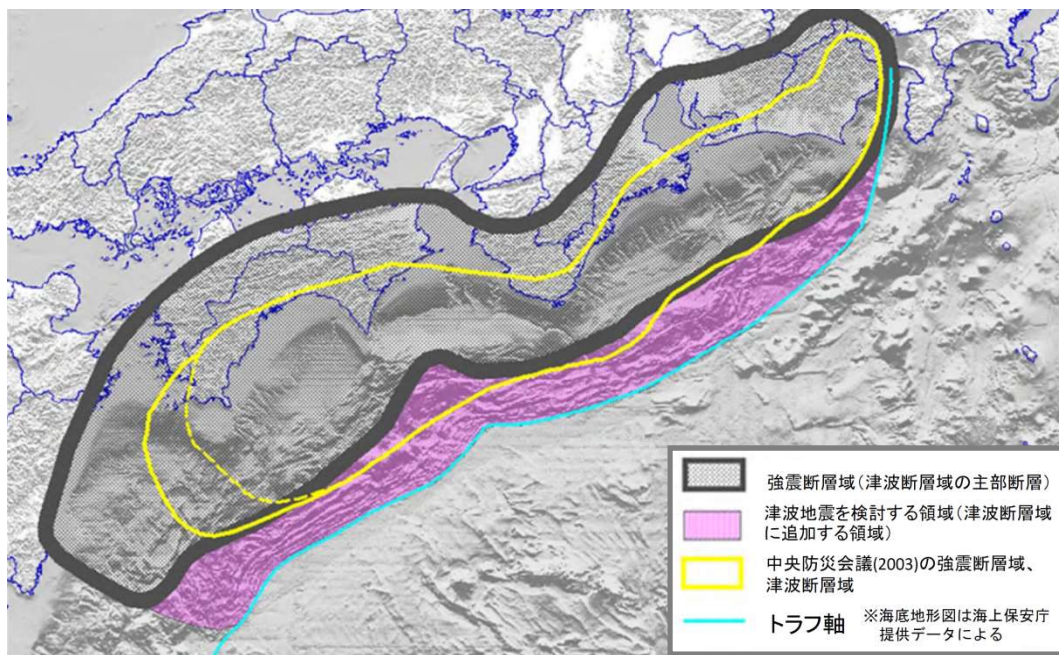 強震断層域(津波断層域の主部断層)
津波地震を検討する領域(津波断層域
に追加する領域)
中央防災会議(2003)の強震断層域、
津波断層域
トラフ軸 ※海底地形図は海上保安庁
提供データによる